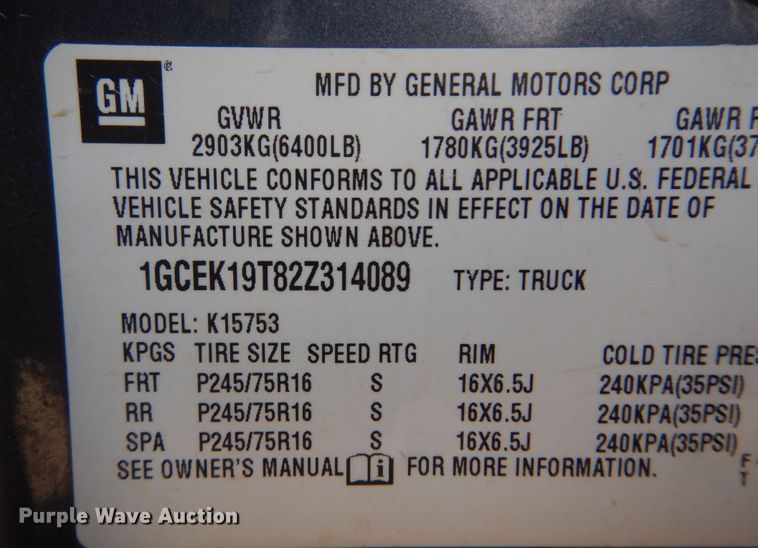 GM
MFD BY GENERAL MOTORS CORP
GVWR GAWR FRT GAWR
2903KG(6400LB) 1780KG(3925LB) 1701KG(37
THIS VEHICLE CONFORMS TO ALL APPLICABLE U.S. FEDERAL
VEHICLE SAFETY STANDARDS IN EFFECT ON THE DATE OF
MANUFACTURE SHOWN ABOVE.
1GCEK19T82Z314089 TYPE: TRUCK
MODEL: K15753
KPGS TIRE SIZE SPEED RTG RIM COLD TIRE PRES
FRT P245/75R16 S 16X6.5J 240KPA(35PSI)
RR P245/75R16 S 16X6.5J 240KPA(35PSI)
SPA P245/75R16 S 16X6.5J 240KPA(35PSI)
SEE OWNER'S MANUAL i FOR MORE INFORMATION.
Purple Wave Auction